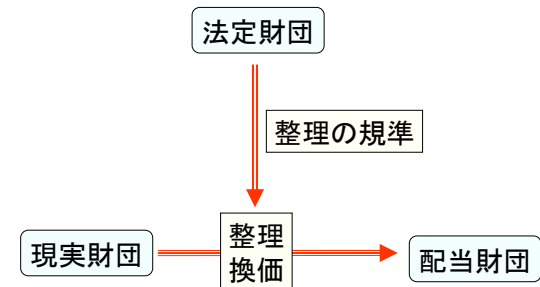 法定財団
整理の規準
現実財団
整理
換価
配当財団